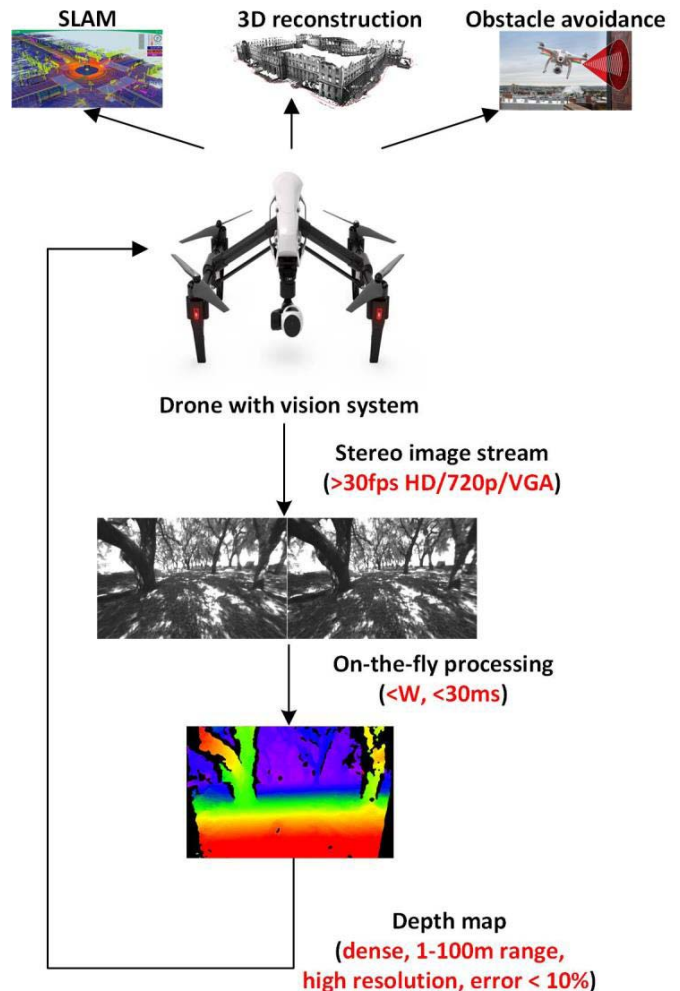 SLAM
3D reconstruction
Obstacle avoidance
Drone with vision system
Stereo image stream
(>30fps HD/720p/VGA)
On-the-fly processing
(<W, <30ms)
Depth map
(dense, 1-100m range,
high resolution, error < 10%)